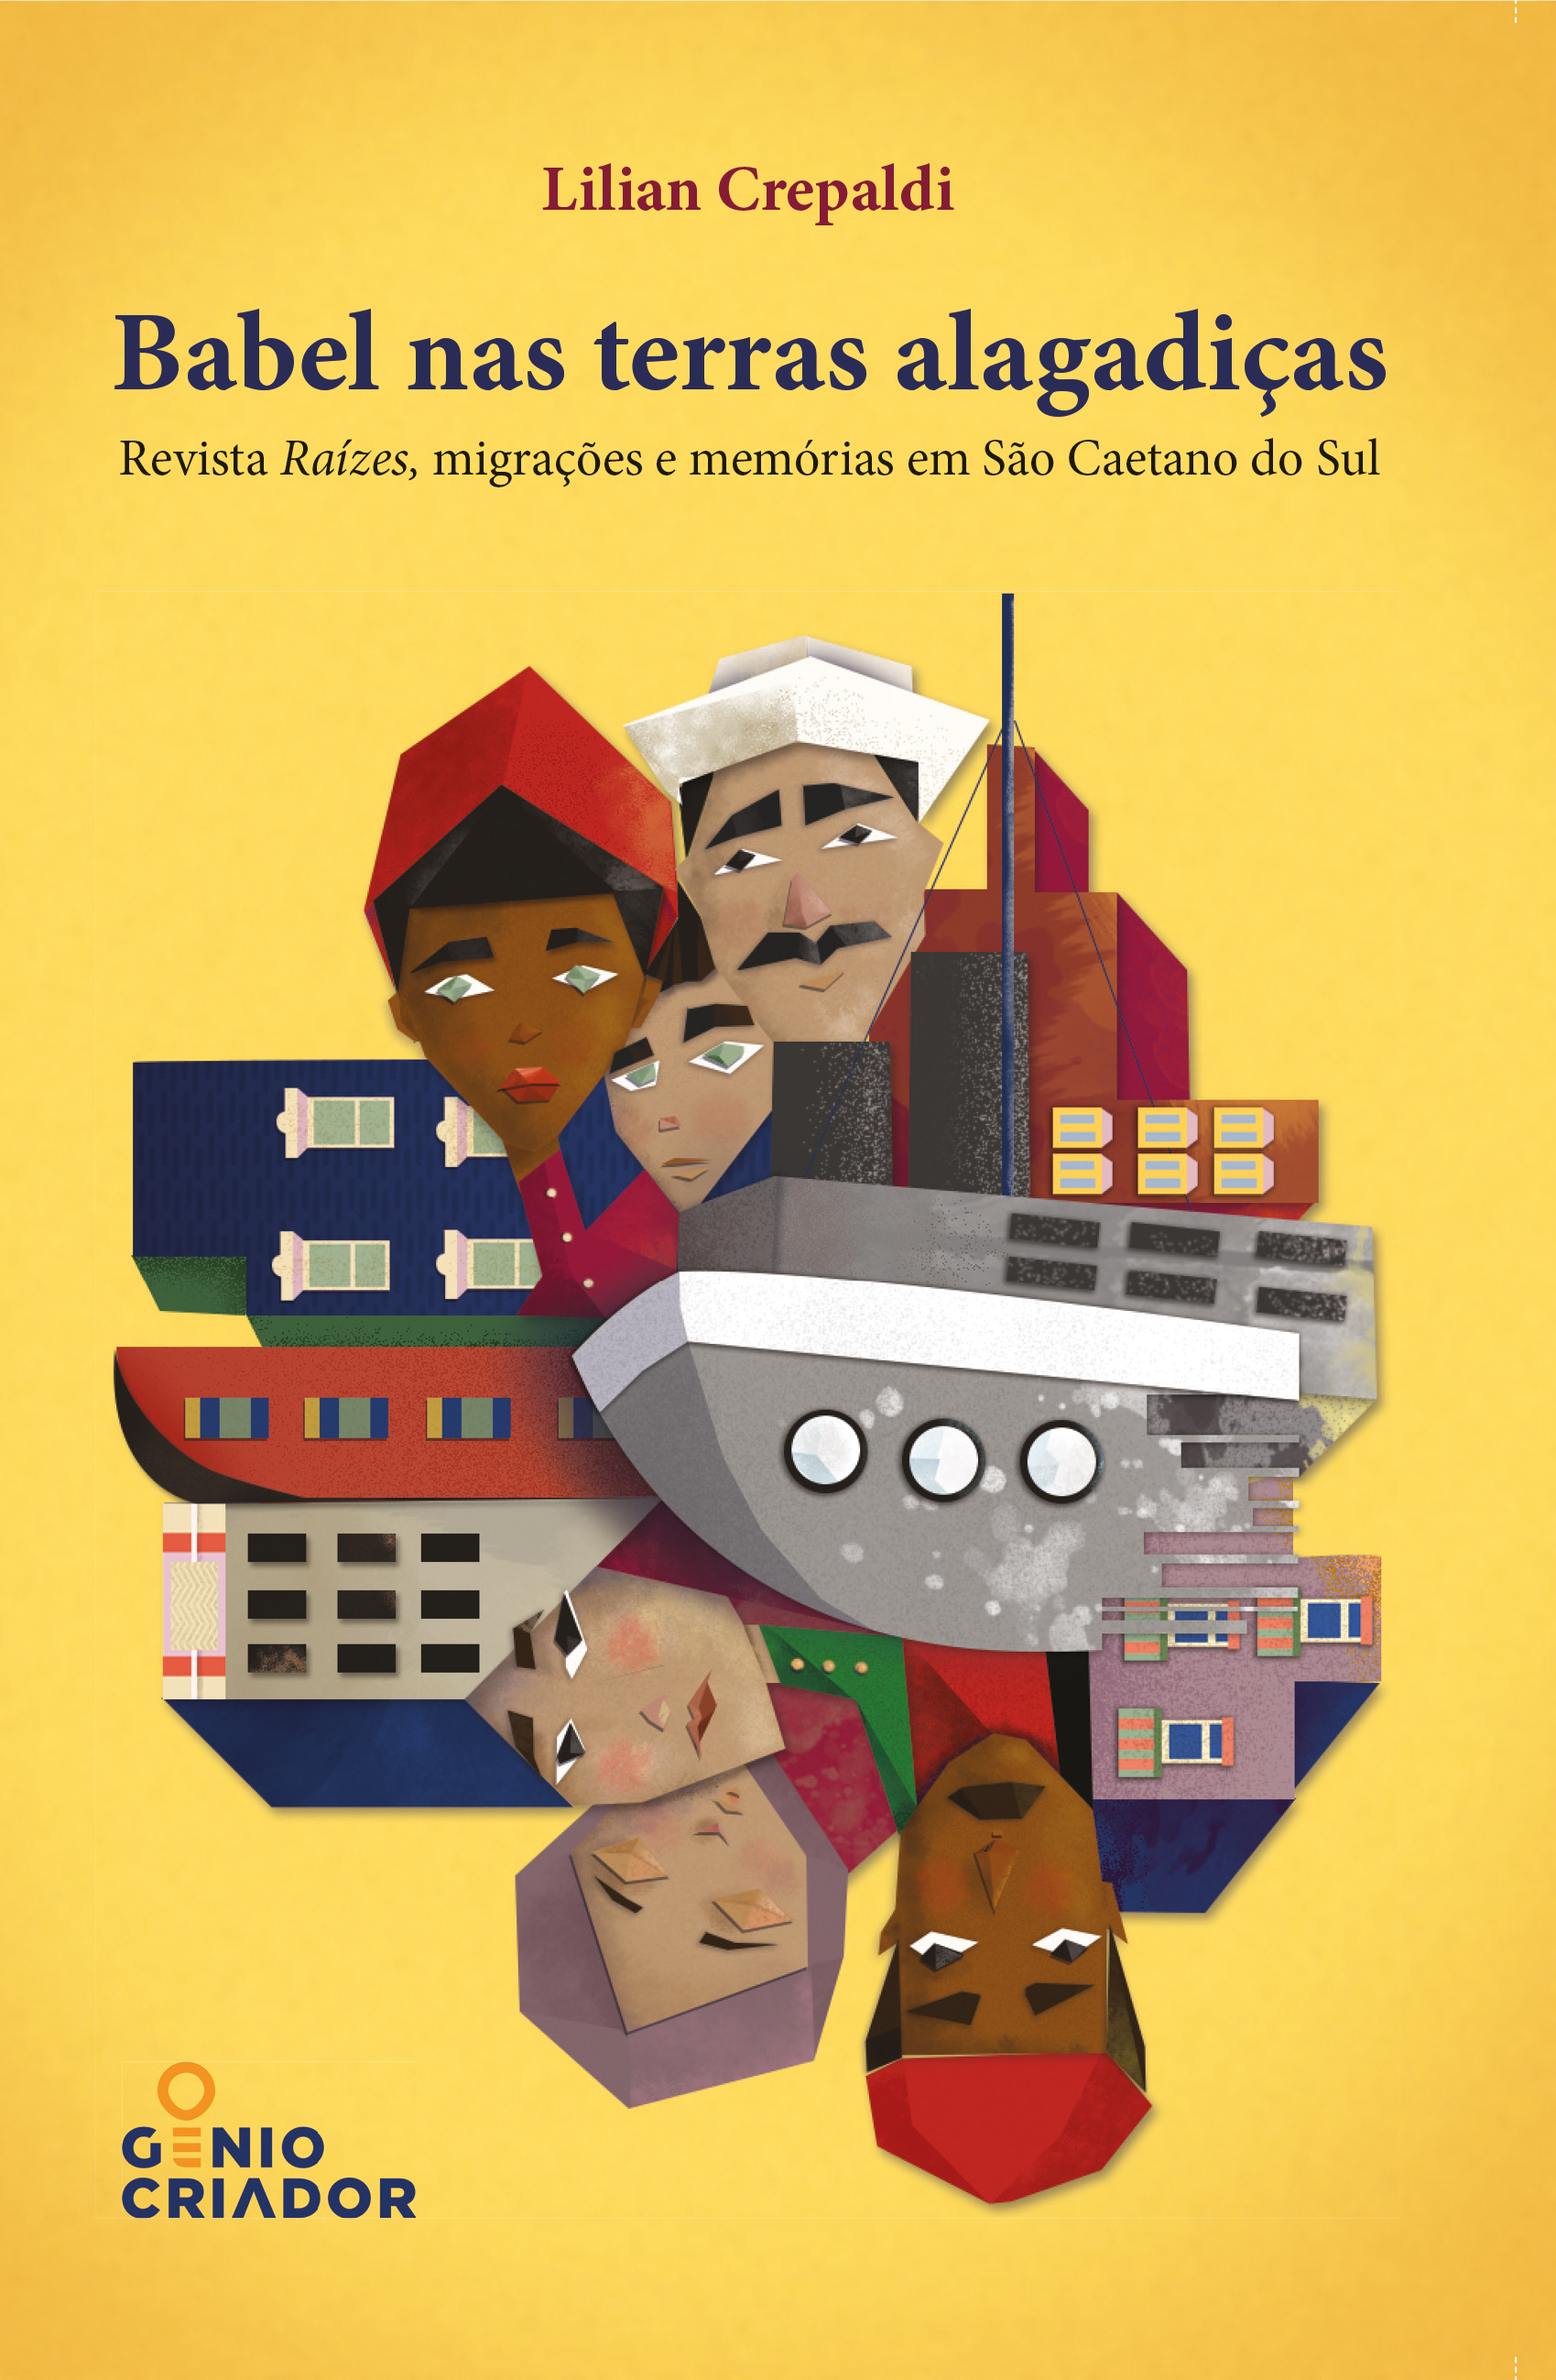 Lilian Crepaldi
Babel nas terras alagadiças
Revista Raízes, migrações e memórias em São Caetano do Sul
GENIO
CRIADOR